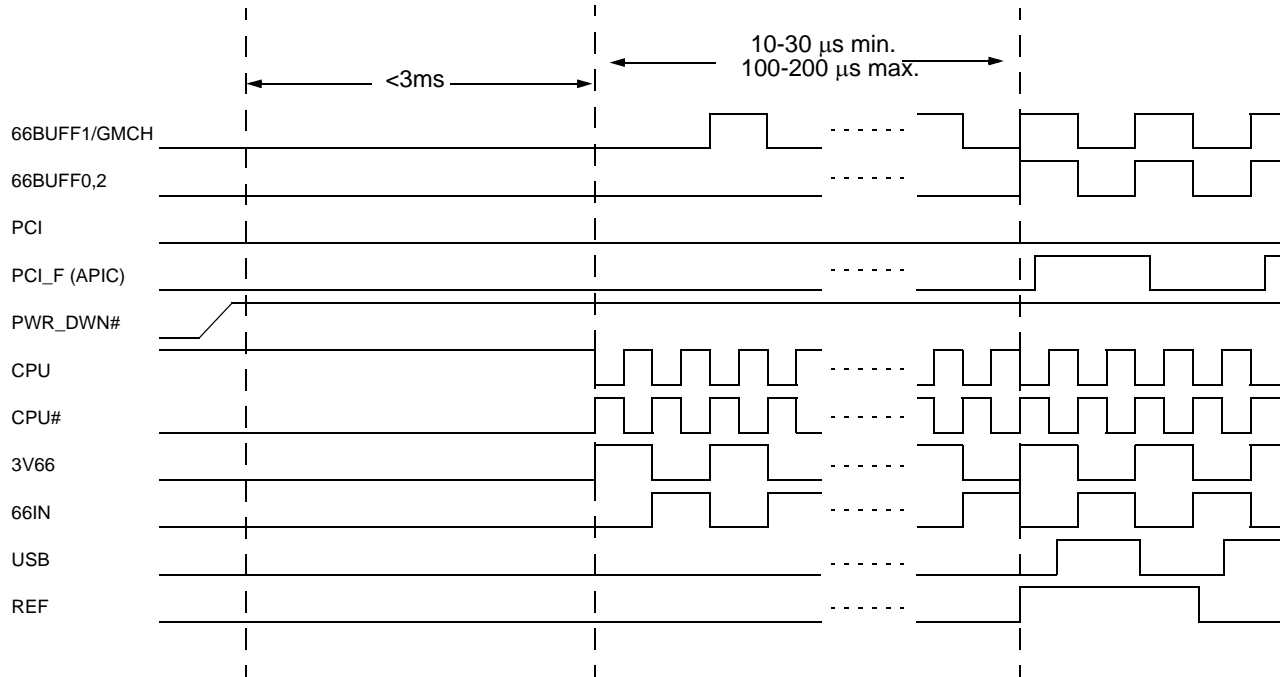 10-30 μs min.
100-200 μs max.
<3ms
66BUFF1/GMCH
66BUFF0,2
PCI
PCI_F (APIC)
PWR_DWN#
CPU
CPU#
3V66
66IN
USB
REF